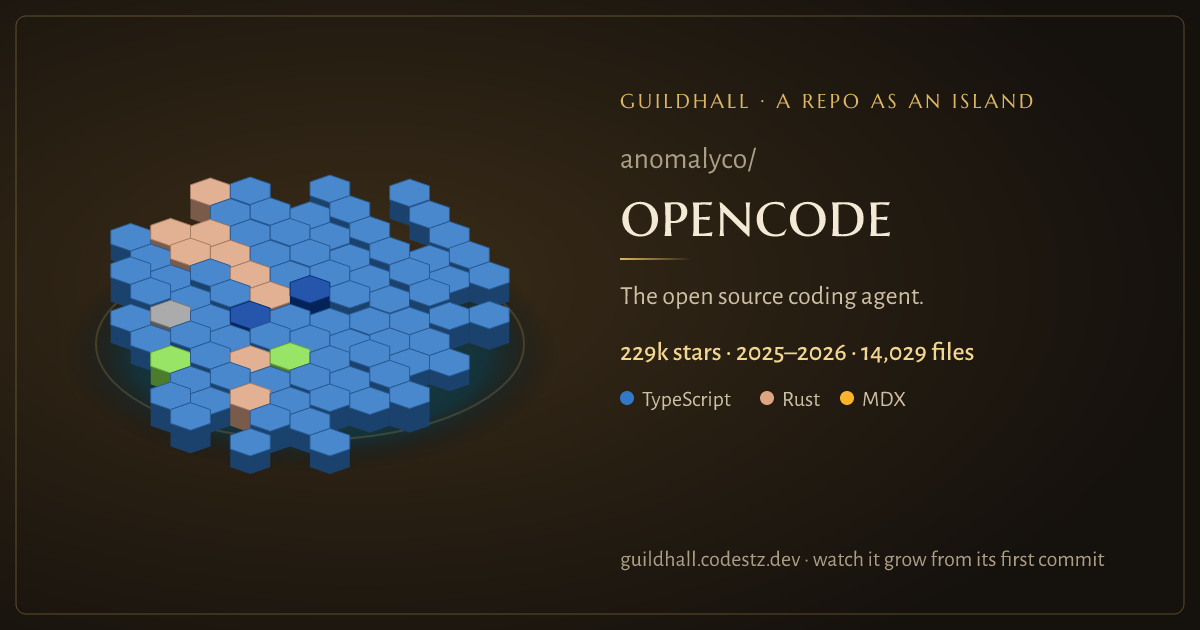 GUILDHALL · A REPO AS AN ISLAND
anomalyco/
OPENCODE
The open source coding agent.
229k stars · 2025–2026 · 14,029 files
TypeScript Rust MDX
guildhall.codestz.dev · watch it grow from its first commit